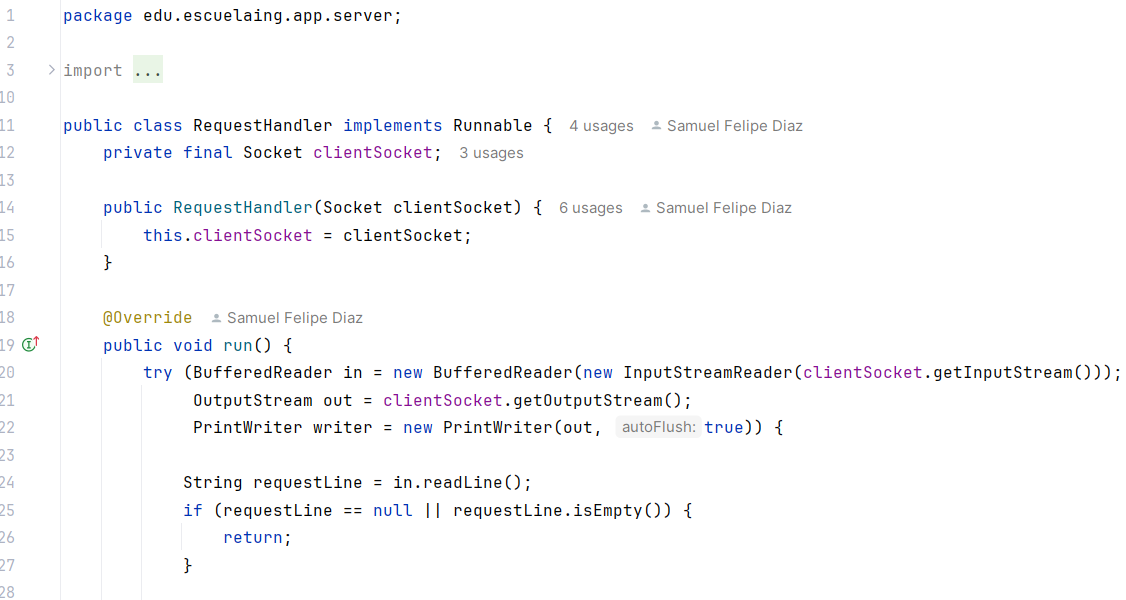 1 package edu.escuelaing.app.server;
2
3 import ...
10
11 public class RequestHandler implements Runnable { 4 usages Samuel Felipe Diaz
12 private final Socket clientSocket; 3 usages
13
14 public RequestHandler(Socket clientSocket) { 6 usages Samuel Felipe Diaz
15 this.clientSocket = clientSocket;
16 }
17
18 @Override Samuel Felipe Diaz
19 public void run() {
20 try (BufferedReader in = new BufferedReader(new InputStreamReader(clientSocket.getInputStream()));
21 OutputStream out = clientSocket.getOutputStream();
22 PrintWriter writer = new PrintWriter(out, autoFlush: true)) {
23
24 String requestLine = in.readLine();
25 if (requestLine == null || requestLine.isEmpty()) {
26 return;
27 }
28